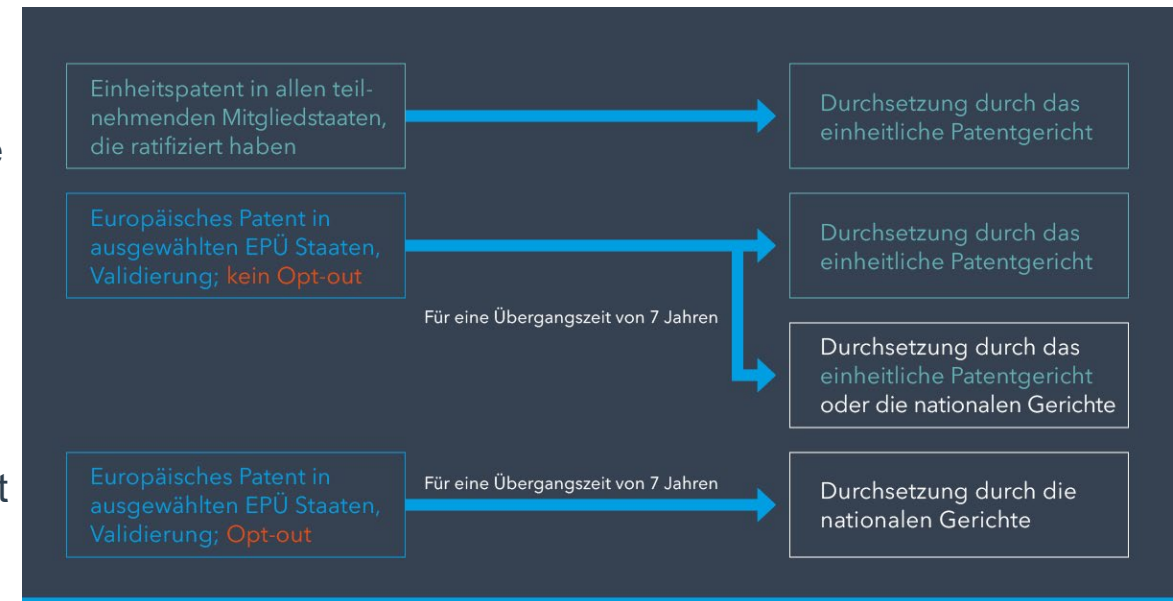 Einheitspatent in allen teil-
nehmenden Mitgliedstaaten,
die ratifiziert haben
Durchsetzung durch das
einheitliche Patentgericht
Europäisches Patent in
ausgewählten EPÜ Staaten,
Validierung; kein Opt-out
Durchsetzung durch das
einheitliche Patentgericht
Für eine Übergangszeit von 7 Jahren
Durchsetzung durch das
einheitliche Patentgericht
oder die nationalen Gerichte
Europäisches Patent in
ausgewählten EPÜ Staaten,
Validierung; Opt-out
Für eine Übergangszeit von 7 Jahren
Durchsetzung durch die
nationalen Gerichte